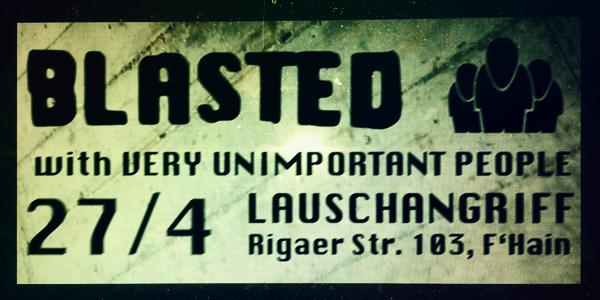 BLASTED
with VERY UNIMPORTANT PEOPLE
27/4
LAUSCHANGRIFF
Rigaer Str. 103, F'Hain